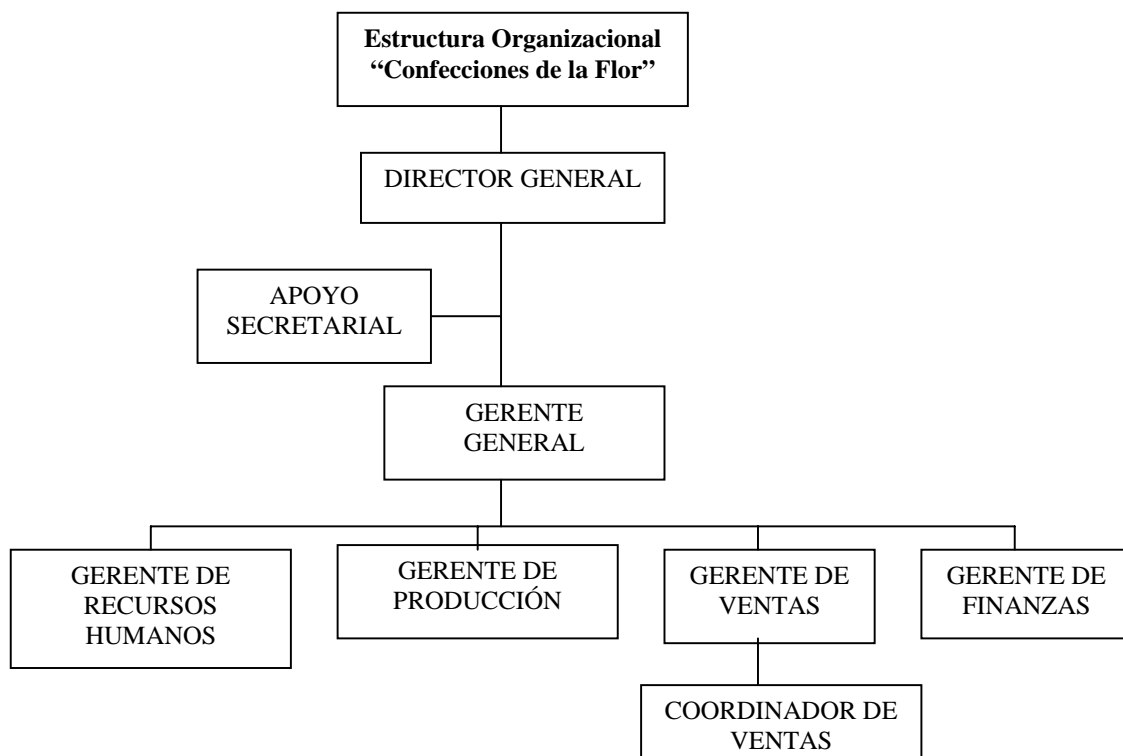 Estructura Organizacional
“Confecciones de la Flor”
DIRECTOR GENERAL
APOYO
SECRETARIAL
GERENTE
GENERAL
GERENTE DE
RECURSOS
HUMANOS
GERENTE DE
PRODUCCIÓN
GERENTE DE
VENTAS
GERENTE DE
FINANZAS
COORDINADOR DE
VENTAS